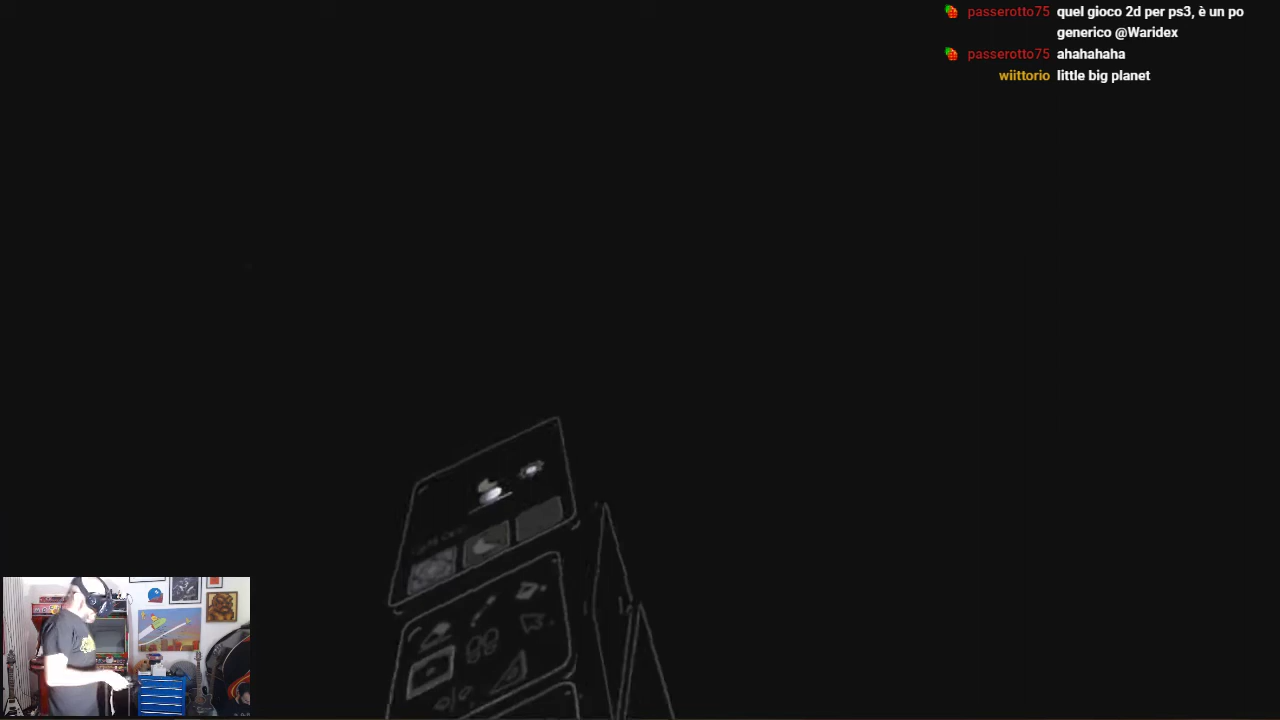 passerotto75 quel gioco 2d per ps3, è un po
generico @Waridex
passerotto75 ahahahaha
wiittorio little big planet